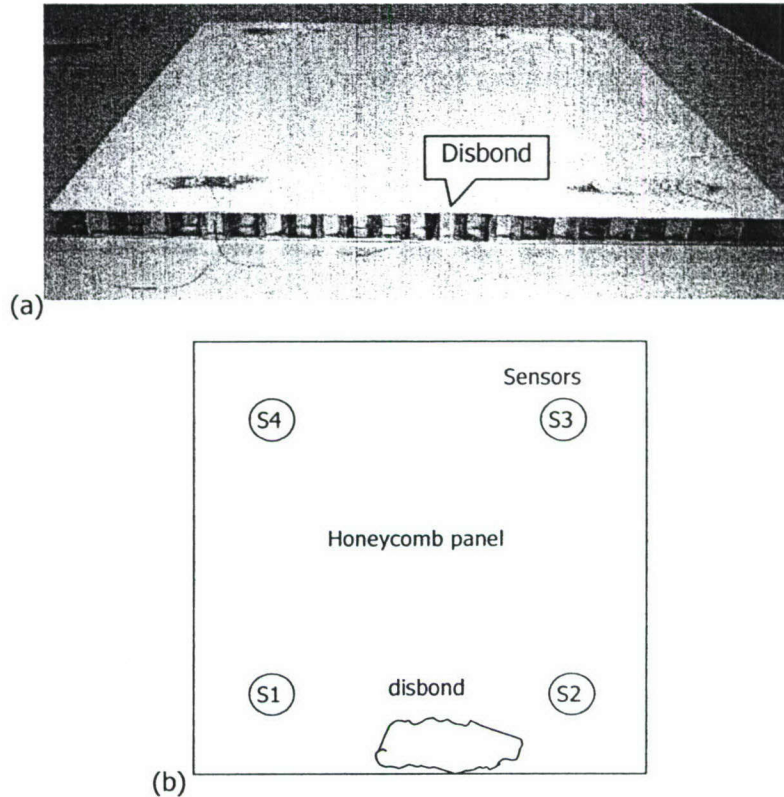 Disbond
(a)
Sensors
S4
S3
Honeycomb panel
S1
disbond
S2
(b)